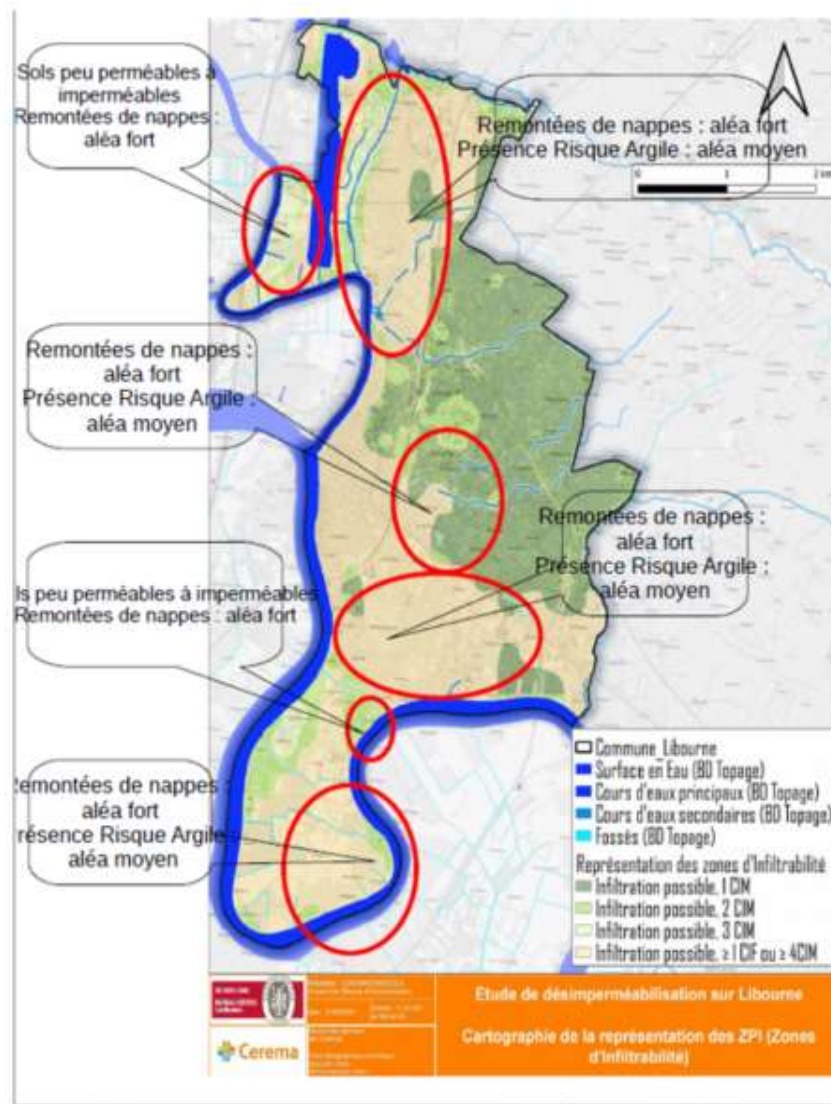 Sols peu perméables à
imperméables
Remontées de nappes :
aléa fort
Remontées de nappes : aléa fort
Présence Risque Argile : aléa moyen
0 1 2 km
Remontées de nappes :
aléa fort
Présence Risque Argile :
aléa moyen
Remontées de nappes :
aléa fort
Présence Risque Argile :
aléa moyen
ls peu perméables à imperméables
Remontées de nappes : aléa fort
Remontées de nappes :
aléa fort
résence Risque Argile :
aléa moyen
Commune_Libourne
Surface en Eau (BD Topage)
Cours d'eaux principaux (BD Topage)
Cours d'eaux secondaires (BD Topage)
Fossés (BD Topage)
Représentation des zones d'Infiltrabilité
Infiltration possible, 1 CIM
Infiltration possible, 2 CIM
Infiltration possible, 3 CIM
Infiltration possible, ≥ 1 CIF ou ≥ 4CIM
Cerema
Etude de désimperméabilisation sur Libourne
Cartographie de la représentation des ZPI (Zones
d'Infiltrabilité)